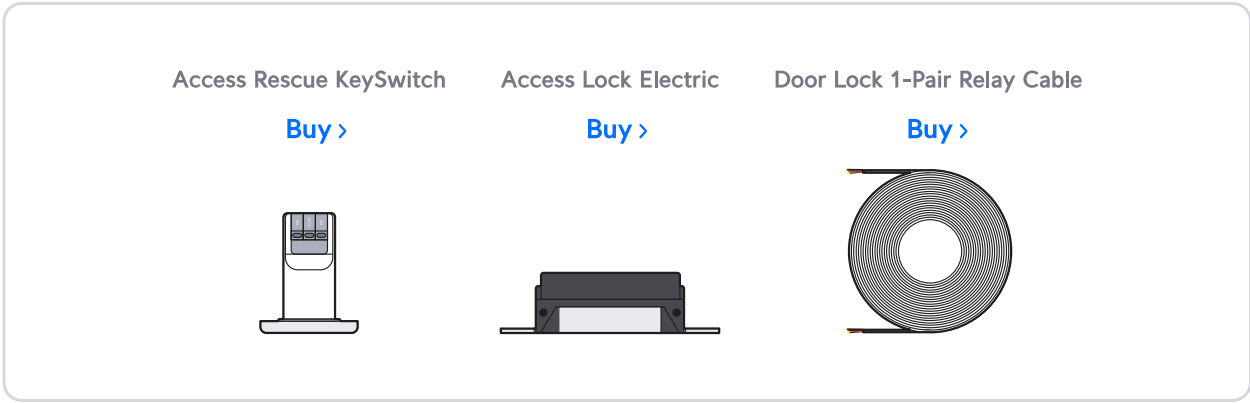 Access Rescue KeySwitch
Buy >
Access Lock Electric
Buy >
Door Lock 1-Pair Relay Cable
Buy >